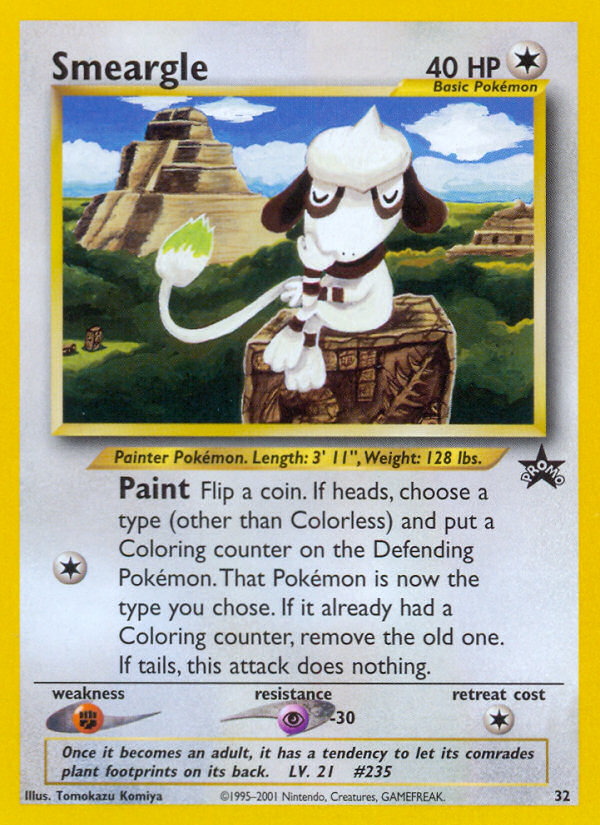 Smeargle
40 HP
Basic Pokémon
Painter Pokémon. Length: 3' 11", Weight: 128 lbs.
PROMO
Paint Flip a coin. If heads, choose a
type (other than Colorless) and put a
Coloring counter on the Defending
Pokémon. That Pokémon is now the
type you chose. If it already had a
Coloring counter, remove the old one.
If tails, this attack does nothing.
weakness
resistance
retreat cost
-30
Once it becomes an adult, it has a tendency to let its comrades
plant footprints on its back. LV. 21 #235
Illus. Tomokazu Komiya
©1995–2001 Nintendo, Creatures, GAMEFREAK.
32